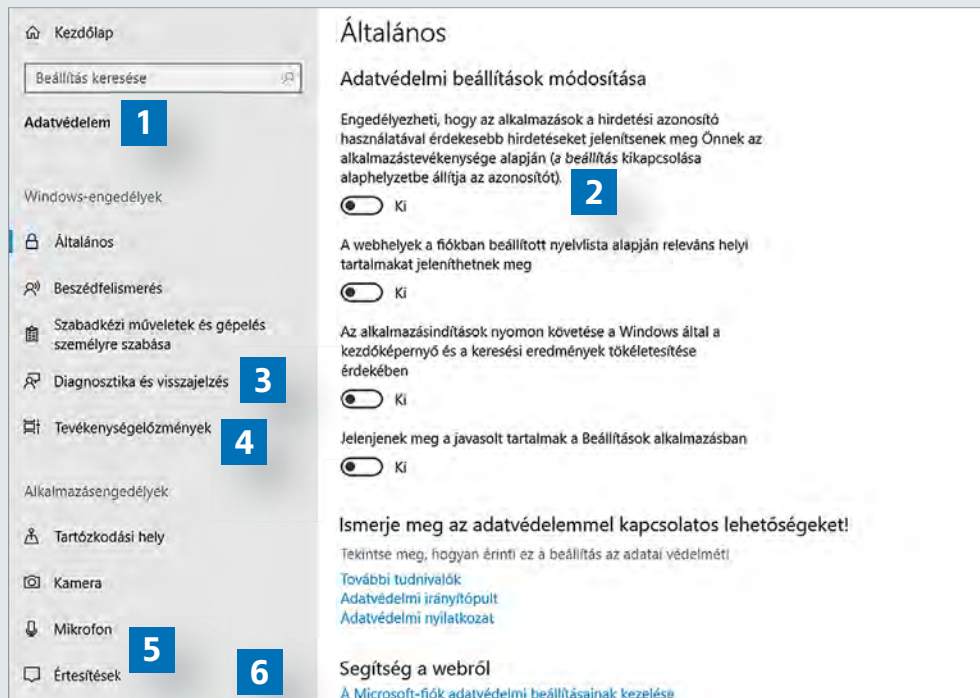 Kezdőlap
Beállítás keresése
Adatvédelem
1
Windows-engedélyek
Általános
Beszédfelismerés
Szabadkézi műveletek és gépelés
személyre szabása
Diagnosztika és visszajelzés
3
Tevékenységelőzmények
4
Alkalmazásengedélyek
Tartózkodási hely
Kamera
Mikrofon
5
Értesítések
6
Általános
Adatvédelmi beállítások módosítása
Engedélyezheti, hogy az alkalmazások a hirdetési azonosító
használatával érdekesebb hirdetéseket jelenítsenek meg Önnek az
alkalmazástevékenysége alapján (a beállítás kikapcsolása
alaphelyzetbe állítja az azonosítót).
2
Ki
A webhelyek a fiókban beállított nyelvlista alapján releváns helyi
tartalmakat jeleníthetnek meg
Ki
Az alkalmazásindítások nyomon követése a Windows által a
kezdőképernyő és a keresési eredmények tökéletesítése
érdekében
Ki
Jelenjenek meg a javasolt tartalmak a Beállítások alkalmazásban
Ki
Ismerje meg az adatvédelemmel kapcsolatos lehetőségeket!
Tekintse meg, hogyan érinti ez a beállítás az adatai védelmét!
További tudnivalók
Adatvédelmi irányítópult
Adatvédelmi nyilatkozat
Segítség a webről
A Microsoft-fiók adatvédelmi beállításainak kezelése